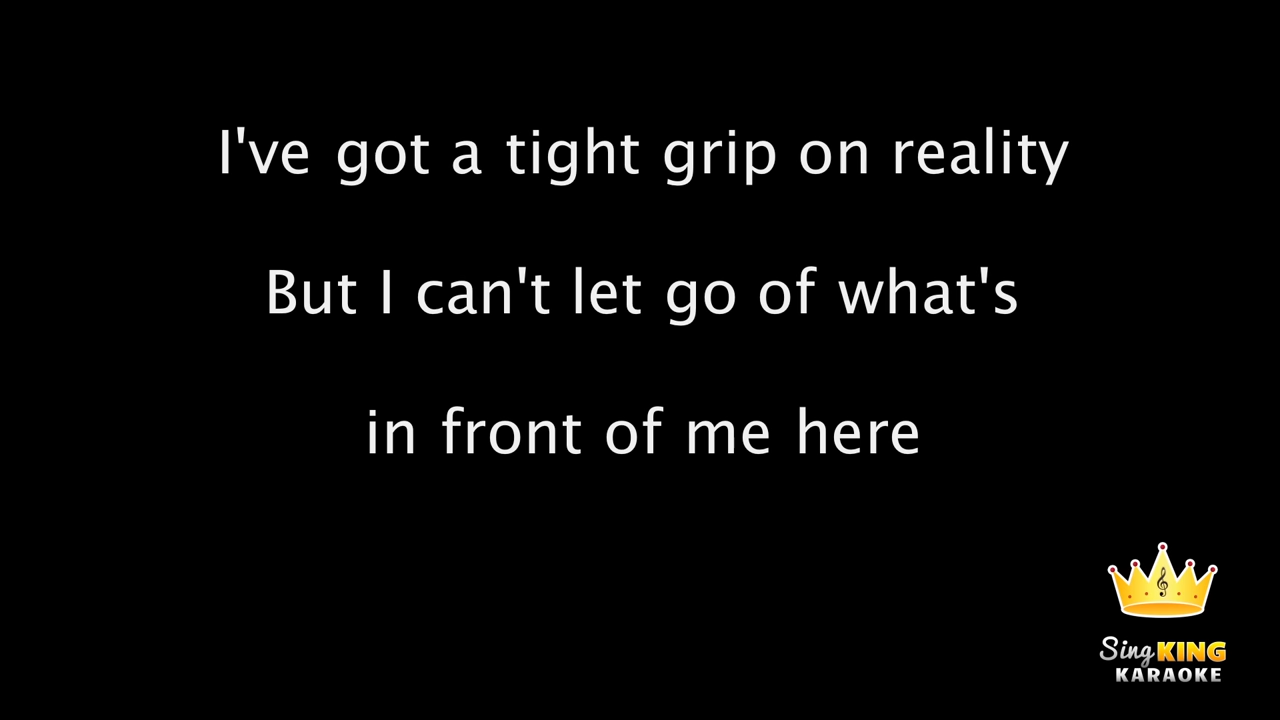 I've got a tight grip on reality
But I can't let go of what's
in front of me here
Sing KING
KARAOKE